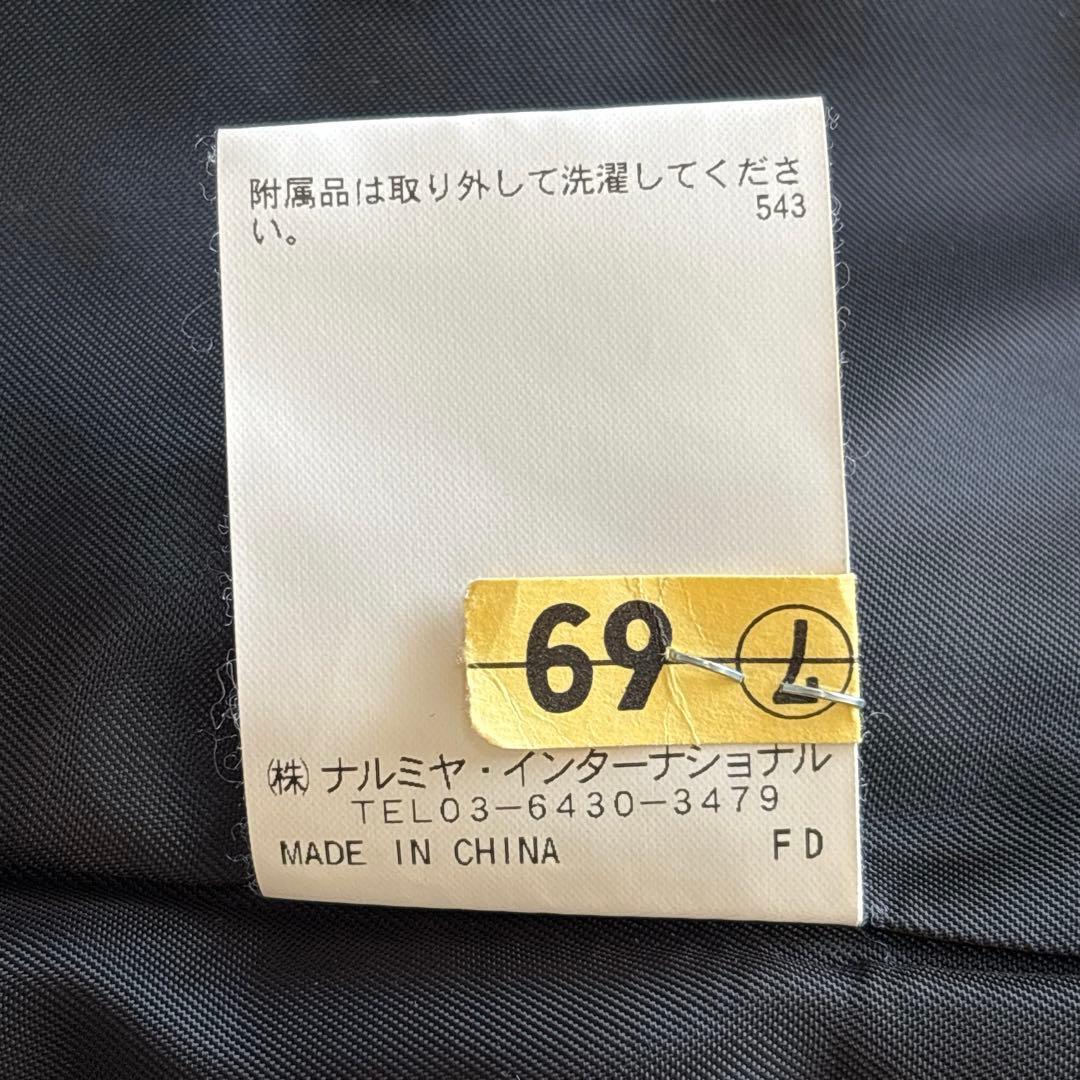 附属品は取り外して洗濯してくださ
い。
543
69
(株)ナルミヤ・インターナショナル
TEL03-6430-3479
MADE IN CHINA FD